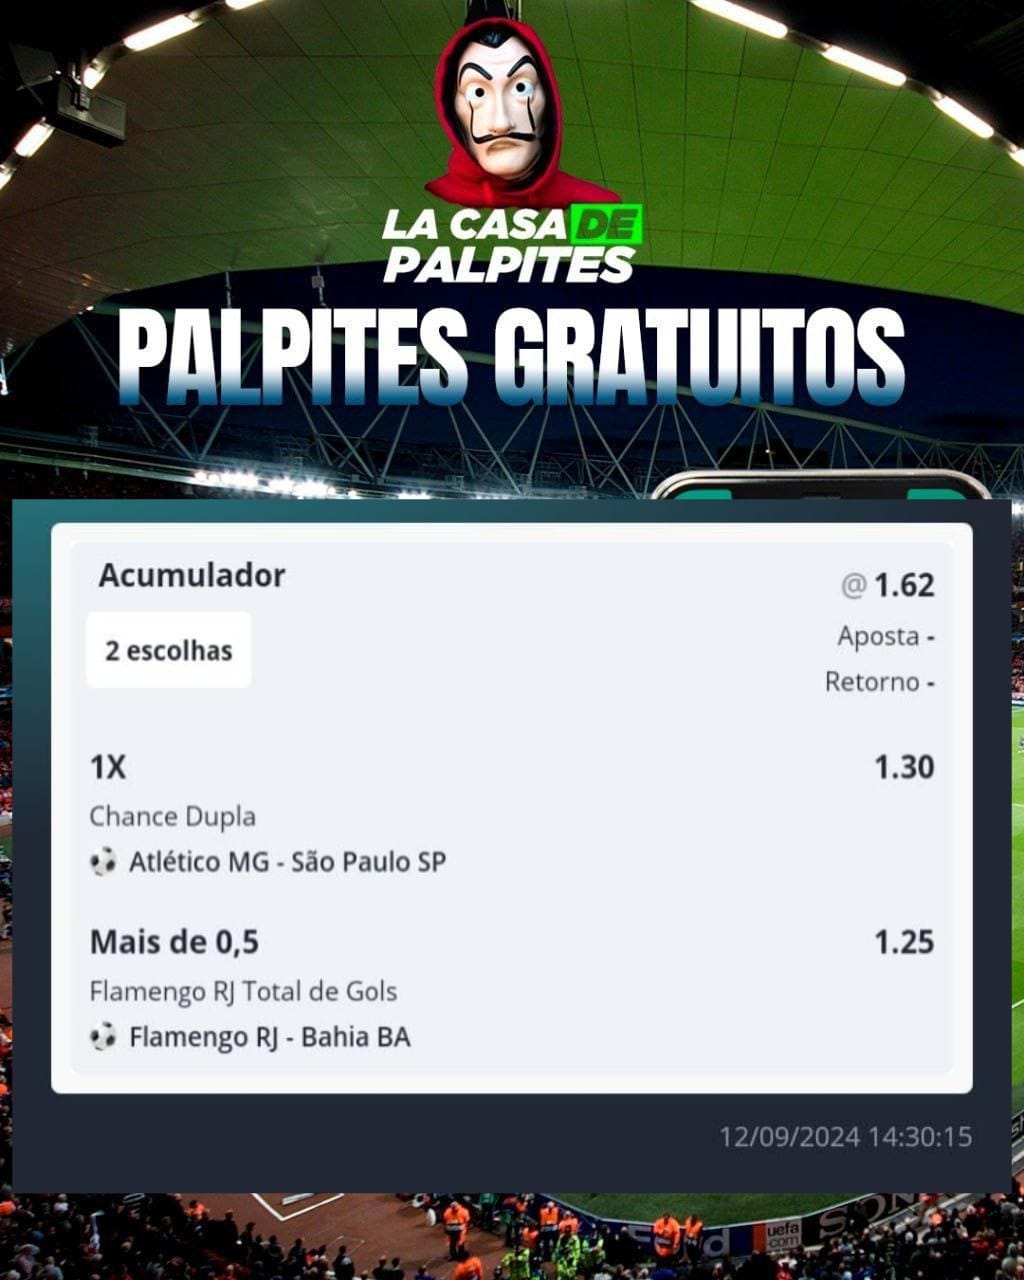 LA CASA DE
PALPITES
PALPITES GRATUITOS
Acumulador
@ 1.62
2 escolhas
Aposta -
Retorno -
1X
1.30
Chance Dupla
Atlético MG - São Paulo SP
Mais de 0,5
1.25
Flamengo RJ Total de Gols
Flamengo RJ - Bahia BA
12/09/2024 14:30:15
uefa
com